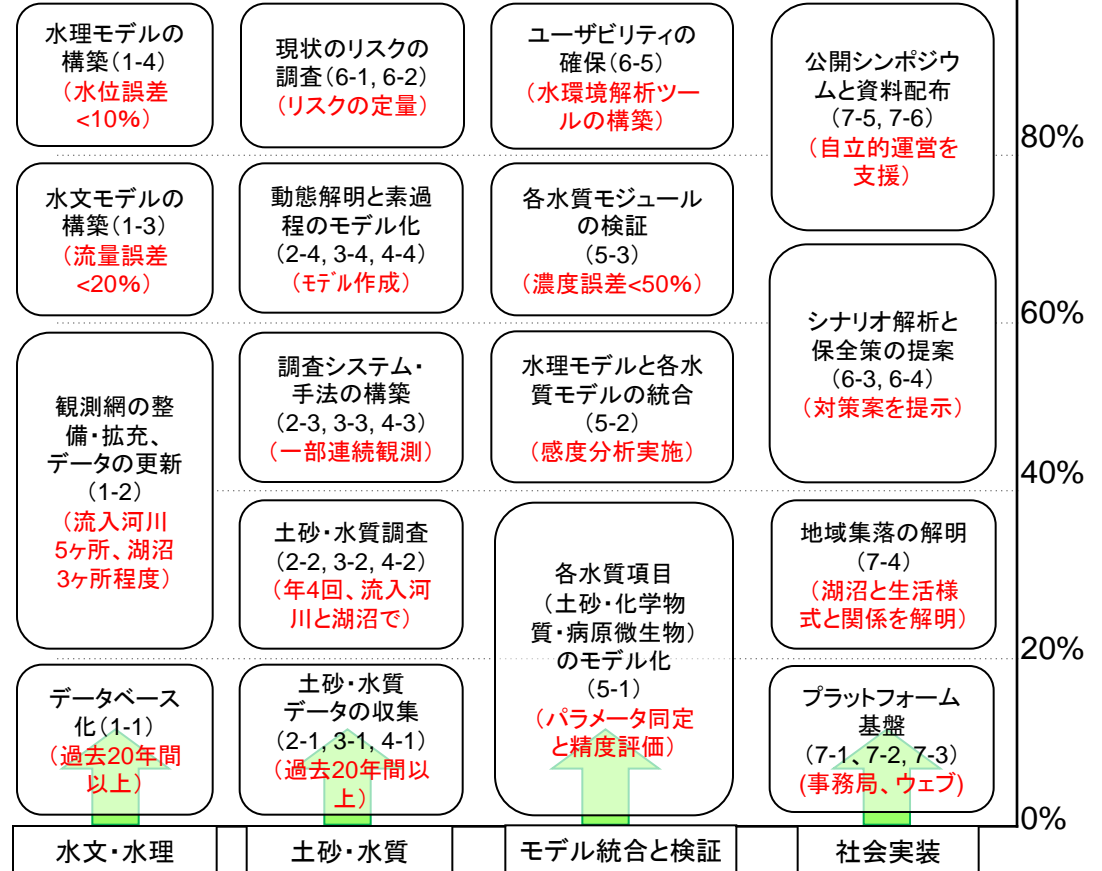 水理モデルの
構築(1-4)
(水位誤差
<10%)
現状のリスクの
調査(6-1, 6-2)
(リスクの定量)
ユーザビリティの
確保(6-5)
(水環境解析ツー
ルの構築)
公開シンポジウ
ムと資料配布
(7-5, 7-6)
(自立的運営を
支援)
80%
水文モデルの
構築(1-3)
(流量誤差
<20%)
動態解明と素過
程のモデル化
(2-4, 3-4, 4-4)
(モデル作成)
各水質モジュール
の検証
(5-3)
(濃度誤差<50%)
60%
観測網の整
備・拡充、
データの更新
(1-2)
(流入河川
5ヶ所、湖沼
3ヶ所程度)
調査システム・
手法の構築
(2-3, 3-3, 4-3)
(一部連続観測)
水理モデルと各水
質モデルの統合
(5-2)
(感度分析実施)
シナリオ解析と
保全策の提案
(6-3, 6-4)
(対策案を提示)
40%
土砂・水質調査
(2-2, 3-2, 4-2)
(年4回、流入河
川と湖沼で)
各水質項目
(土砂・化学物
質・病原微生物)
のモデル化
(5-1)
(パラメータ同定
と精度評価)
地域集落の解明
(7-4)
(湖沼と生活様
式と関係を解明)
20%
データベース
化(1-1)
(過去20年間
以上)
土砂・水質
データの収集
(2-1, 3-1, 4-1)
(過去20年間以
上)
プラットフォーム
基盤
(7-1、7-2, 7-3)
(事務局、ウェブ)
0%
水文・水理
土砂・水質
モデル統合と検証
社会実装